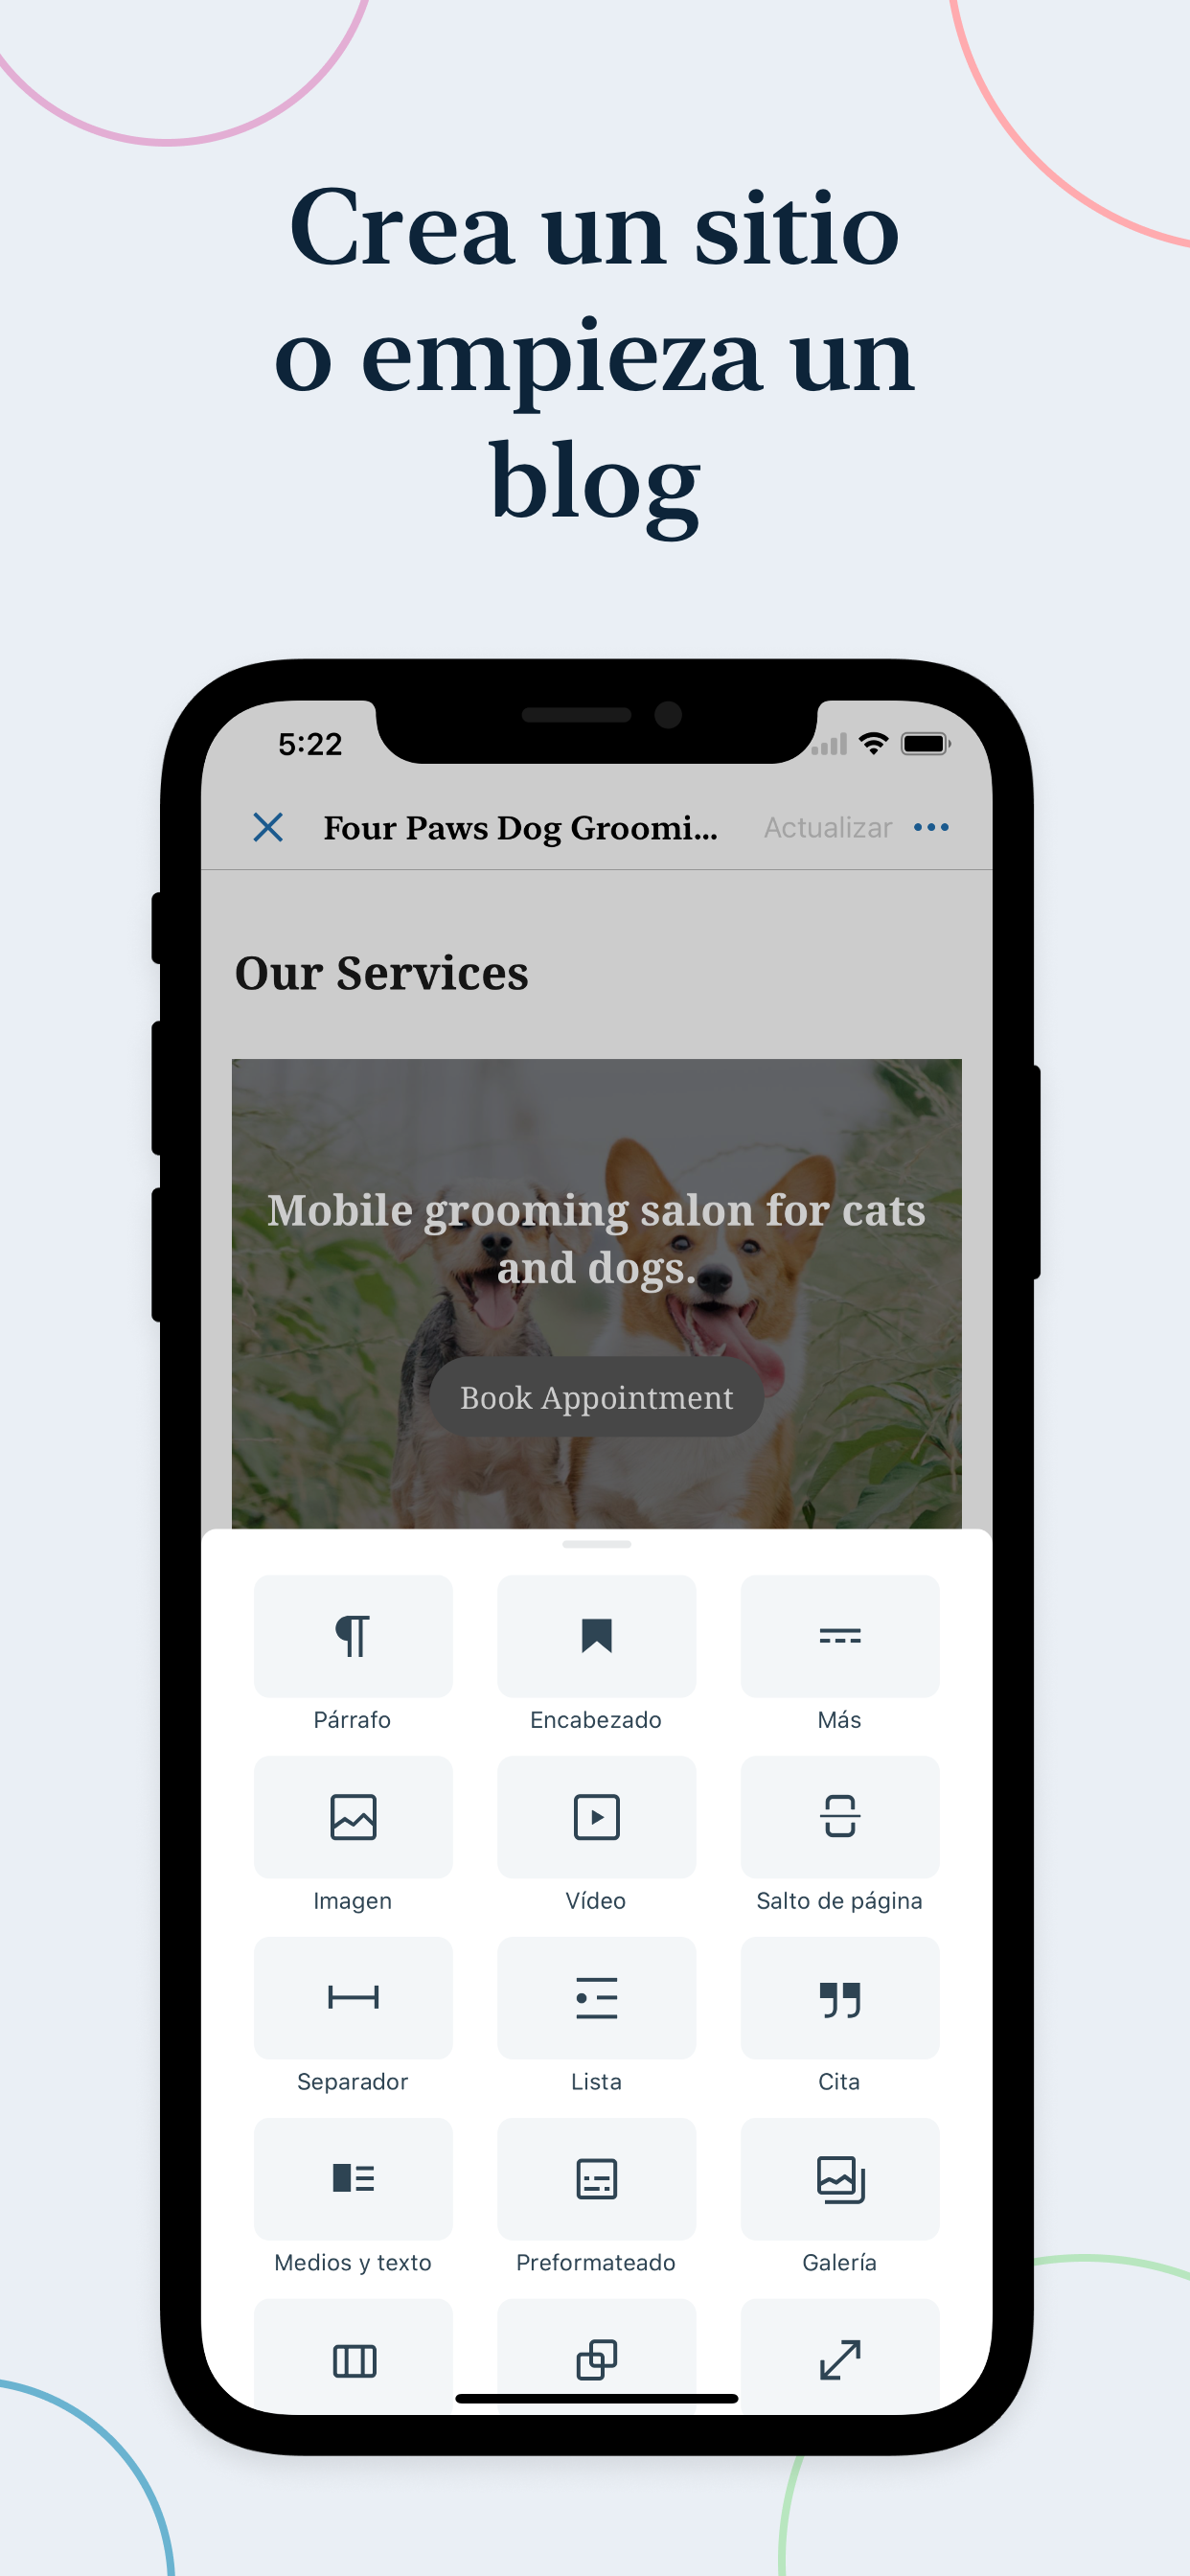 Crea un sitio
o empieza un
blog
5:22
Four Paws Dog Groomi...
Actualizar
Our Services
Mobile grooming salon for cats
and dogs.
Book Appointment
Párrafo
Encabezado
Más
Imagen
Vídeo
Salto de página
Separador
Lista
Cita
Medios y texto
Preformateado
Galería